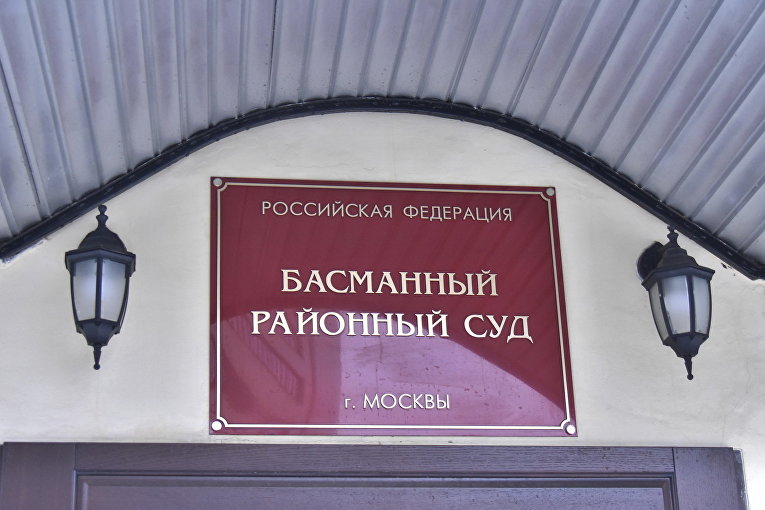 РОССИЙСКАЯ ФЕДЕРАЦИЯ
БАСМАННЫЙ
РАЙОННЫЙ СУД
г. МОСКВЫ